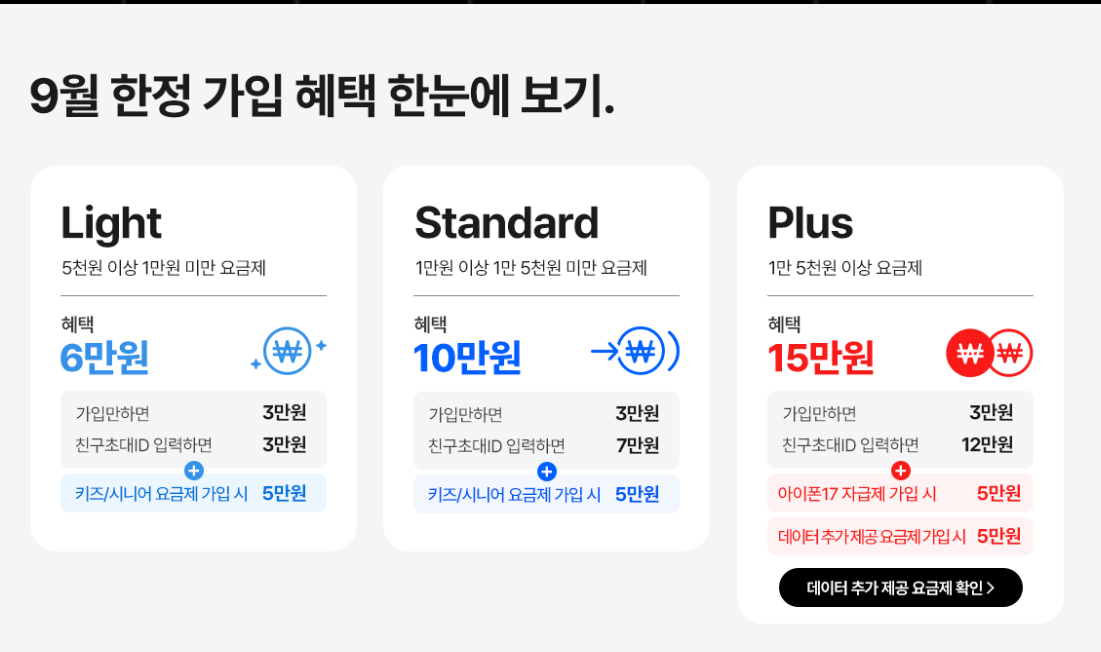 9월 한정 가입 혜택 한눈에 보기.
Light
5천원 이상 1만원 미만 요금제
혜택
6만원
가입만하면 3만원
친구초대ID 입력하면 3만원
키즈/시니어 요금제 가입 시 5만원
Standard
1만원 이상 1만 5천원 미만 요금제
혜택
10만원
가입만하면 3만원
친구초대ID 입력하면 7만원
키즈/시니어 요금제 가입 시 5만원
Plus
1만 5천원 이상 요금제
혜택
15만원
가입만하면 3만원
친구초대ID 입력하면 12만원
아이폰17 자급제 가입 시 5만원
데이터 추가 제공 요금제 가입 시 5만원
데이터 추가 제공 요금제 확인 >